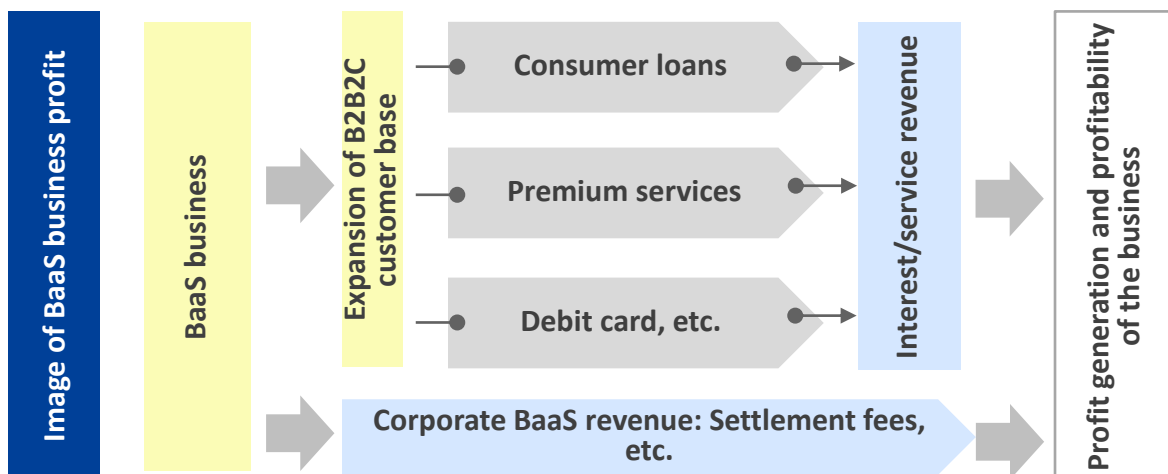 Image of BaaS business profit
BaaS business
Expansion of B2B2C
customer base
Consumer loans
Premium services
Debit card, etc.
Interest/service revenue
Corporate BaaS revenue: Settlement fees,
etc.
Profit generation and profitability
of the business